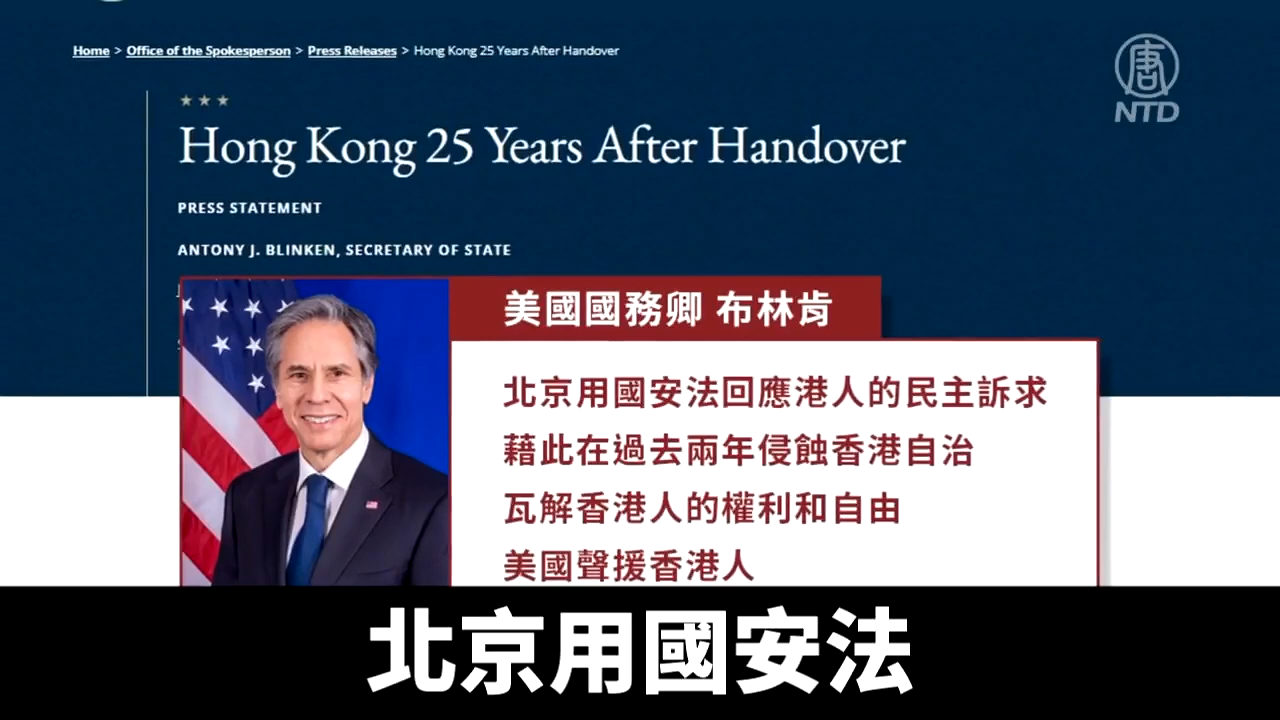 Home > Office of the Spokesperson > Press Releases > Hong Kong 25 Years After Handover
唐
NTD
★ ★ ★
Hong Kong 25 Years After Handover
PRESS STATEMENT
ANTONY J. BLINKEN, SECRETARY OF STATE
美國國務卿 布林肯
北京用國安法回應港人的民主訴求
藉此在過去兩年侵蝕香港自治
瓦解香港人的權利和自由
美國聲援香港人
北京用國安法